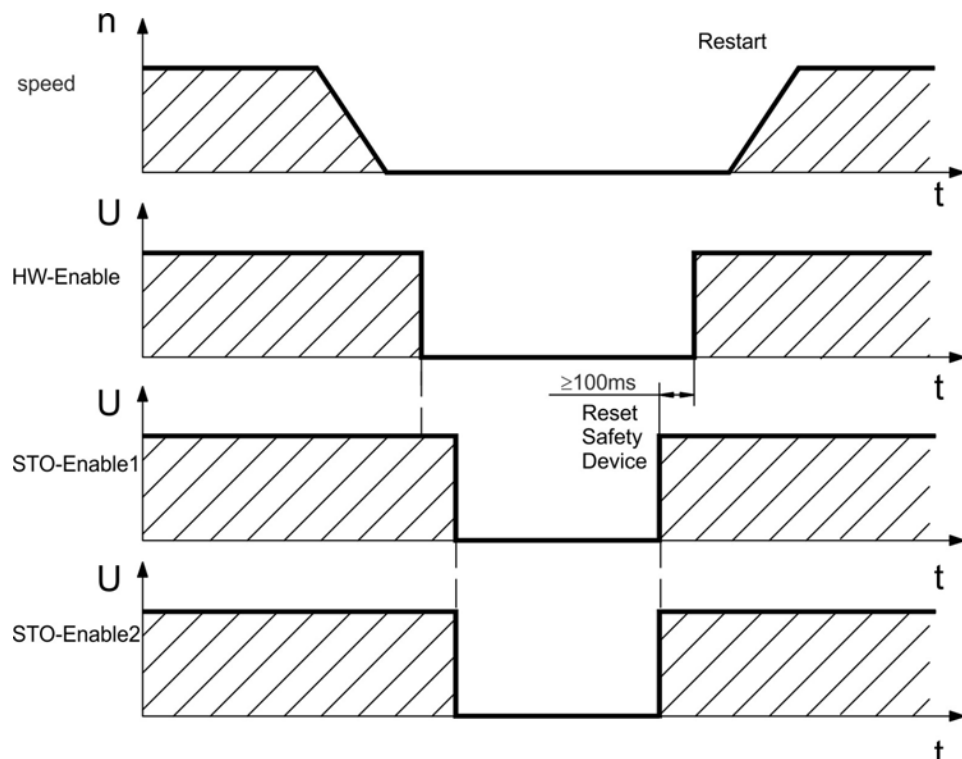 n
Restart
speed
t
U
HW-Enable
≥100ms
t
U
Reset
Safety
Device
STO-Enable1
t
U
STO-Enable2
t